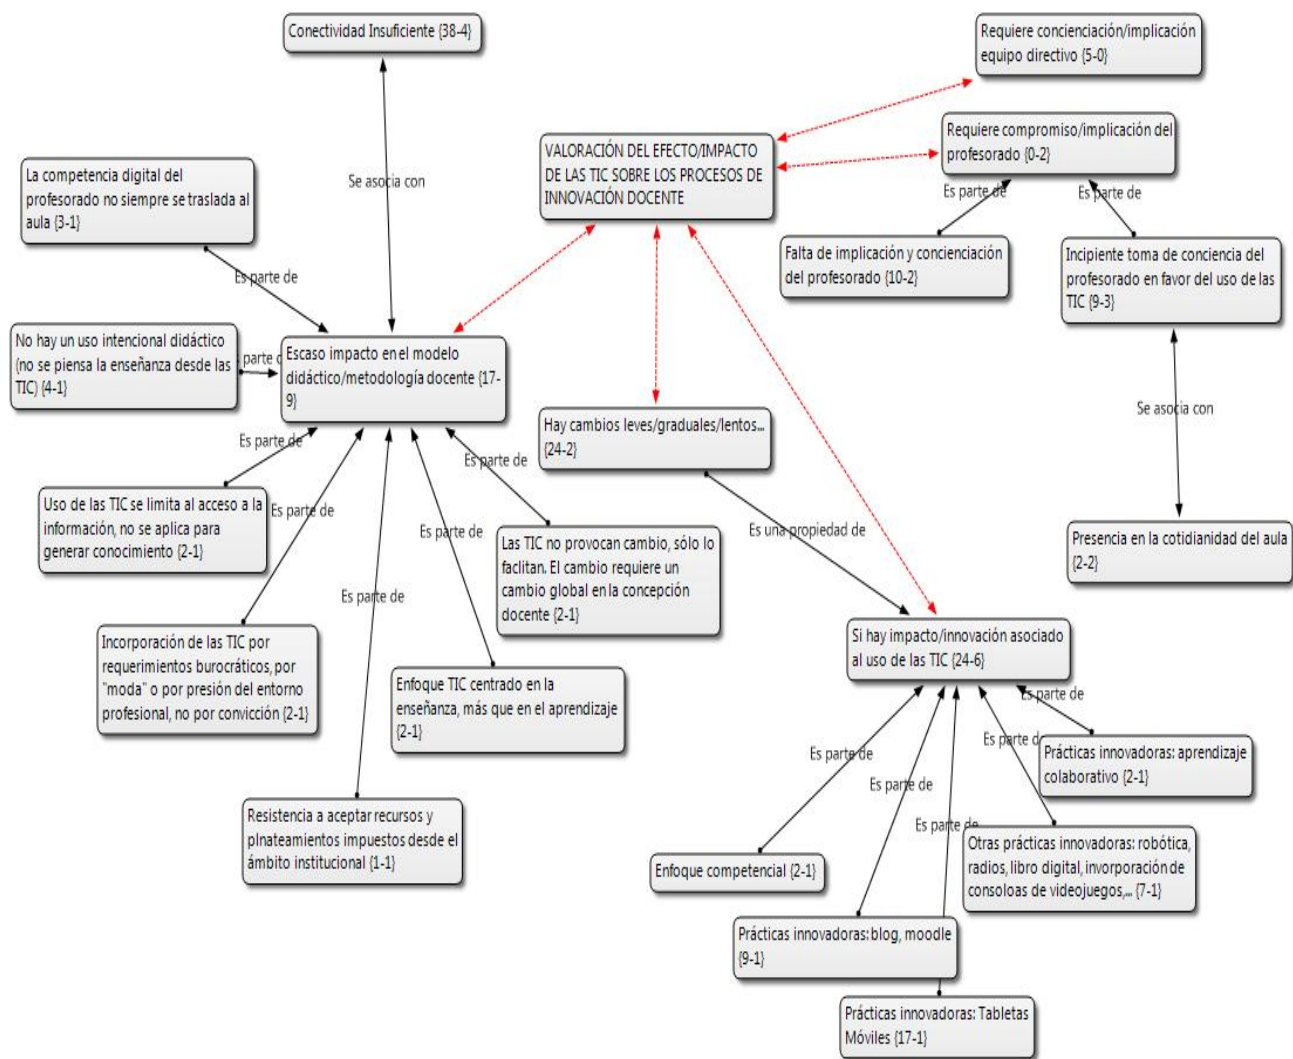 Conectividad Insuficiente {38-4}
Requiere concienciación/implicación
equipo directivo {5-0}
Requiere compromiso/implicación del
profesorado {0-2}
VALORACIÓN DEL EFECTO/IMPACTO
DE LAS TIC SOBRE LOS PROCESOS DE
INNOVACIÓN DOCENTE
La competencia digital del
profesorado no siempre se traslada al
aula {3-1}
Se asocia con
Es parte de
Es parte de
Falta de implicación y concienciación
del profesorado {10-2}
Incipiente toma de conciencia del
profesorado en favor del uso de las
TIC {9-3}
Es parte de
No hay un uso intencional didáctico
(no se piensa la enseñanza desde las
TIC) {4-1}
s parte d
Escaso impacto en el modelo
didáctico/metodología docente {17-
9}
Hay cambios leves/graduales/lentos...
{24-2}
Se asocia con
Es parte de
Es parte de
Uso de las TIC se limita al acceso a la
información, no se aplica para
generar conocimiento {2-1}
Es parte de
Es parte de
Las TIC no provocan cambio, sólo lo
faclitan. El cambio requiere un
cambio global en la concepción
docente {2-1}
Es una propiedad de
Presencia en la cotidianidad del aula
{2-2}
Es parte de
Incorporación de las TIC por
requerimientos burocráticos, por
"moda" o por presión del entorno
profesional, no por convicción {2-1}
Enfoque TIC centrado en la
enseñanza, más que en el aprendizaje
{2-1}
Si hay impacto/innovación asociado
al uso de las TIC {24-6}
Es parte de
Es parte de
Es parte d
Prácticas innovadoras: aprendizaje
colaborativo {2-1}
Es parte de
Es parte de
Resistencia a aceptar recursos y
plnateamientos impuestos desde el
ámbito institucional {1-1}
Enfoque competencial {2-1}
Otras prácticas innovadoras: robótica,
radios, libro digital, invorporación de
consoloas de videojuegos,... {7-1}
Prácticas innovadoras: blog, moodle
{9-1}
Prácticas innovadoras: Tabletas
Móviles {17-1}